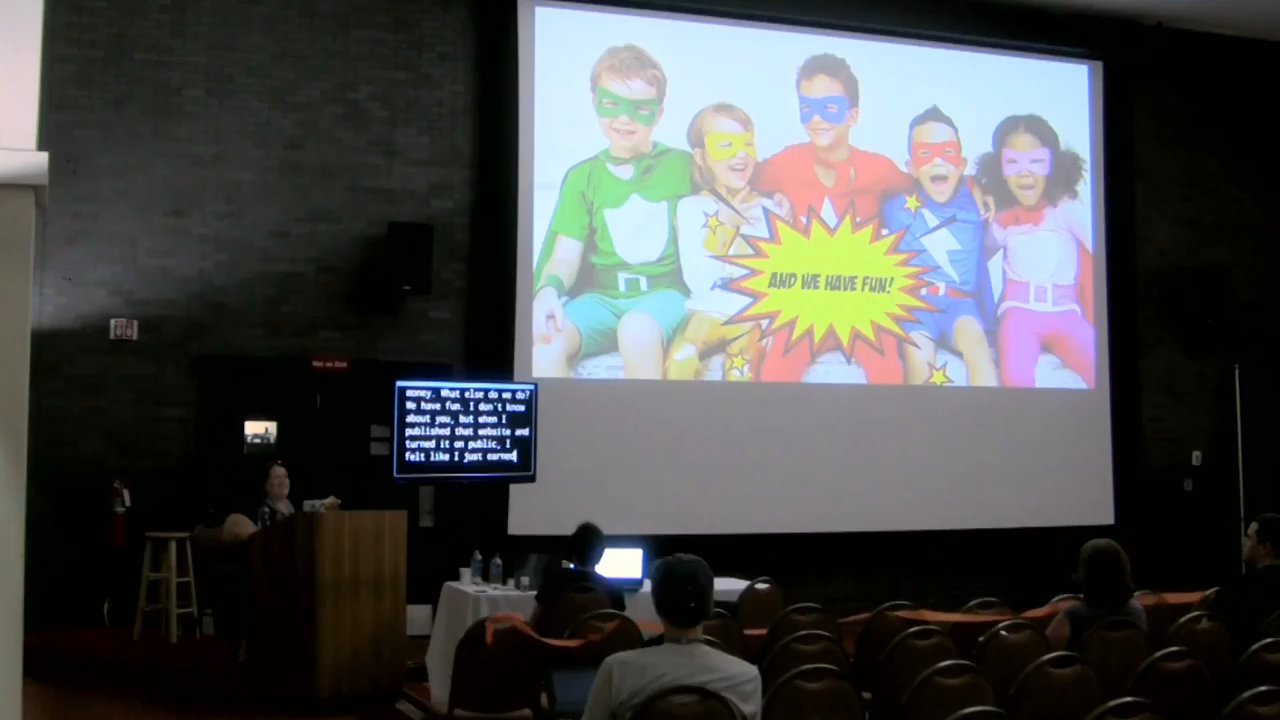 AND WE HAVE FUN!
money. What else do we do?
We have fun. I don't know
about you, but when I
published that website and
turned it on public, I
felt like I just earned